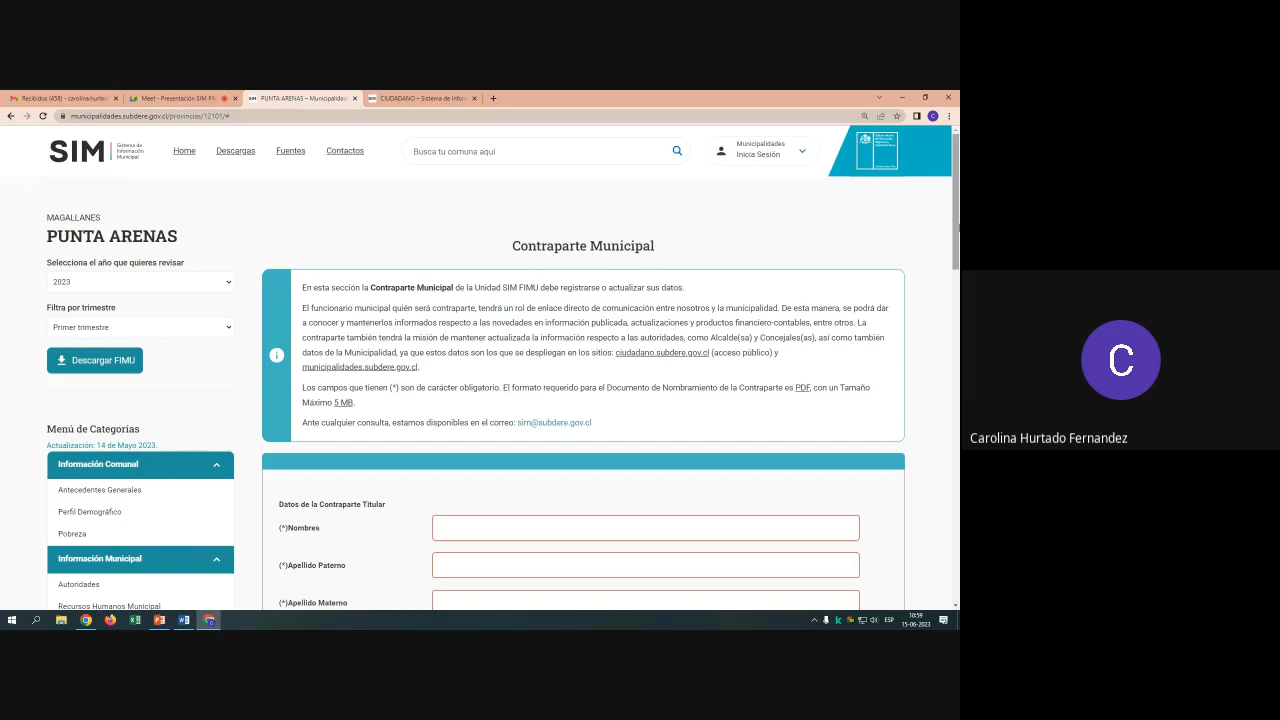 Recibidos (458) - carolina.hurtad
Meet - Presentación SIM FIM
PUNTA ARENAS – Municipalidad
CIUDADANO – Sistema de Infor
municipalidades.subdere.gov.cl/provincias/12101/#
SIM
Sistema de
Información
Municipal
Home
Descargas
Fuentes
Contactos
Busca tu comuna aquí
Municipalidades
Inicia Sesión
MAGALLANES
PUNTA ARENAS
Selecciona el año que quieres revisar
2023
Filtra por trimestre
Primer trimestre
Descargar FIMU
Menú de Categorías
Actualización: 14 de Mayo 2023.
Información Comunal
Antecedentes Generales
Perfil Demográfico
Pobreza
Información Municipal
Autoridades
Recursos Humanos Municipal
Contraparte Municipal
En esta sección la Contraparte Municipal de la Unidad SIM FIMU debe registrarse o actualizar sus datos.
El funcionario municipal quién será contraparte, tendrá un rol de enlace directo de comunicación entre nosotros y la municipalidad. De esta manera, se podrá dar
a conocer y mantenerlos informados respecto a las novedades en información publicada, actualizaciones y productos financiero-contables, entre otros. La
contraparte también tendrá la misión de mantener actualizada la información respecto a las autoridades, como Alcalde(sa) y Concejales(as), así como también
datos de la Municipalidad, ya que estos datos son los que se despliegan en los sitios: ciudadano.subdere.gov.cl (acceso público) y
municipalidades.subdere.gov.cl.
Los campos que tienen (*) son de carácter obligatorio. El formato requerido para el Documento de Nombramiento de la Contraparte es PDF, con un Tamaño
Máximo 5 MB.
Ante cualquier consulta, estamos disponibles en el correo: sim@subdere.gov.cl
Datos de la Contraparte Titular
(*)Nombres
(*)Apellido Paterno
(*)Apellido Materno
ESP
10:59
15-06-2023
C
Carolina Hurtado Fernandez